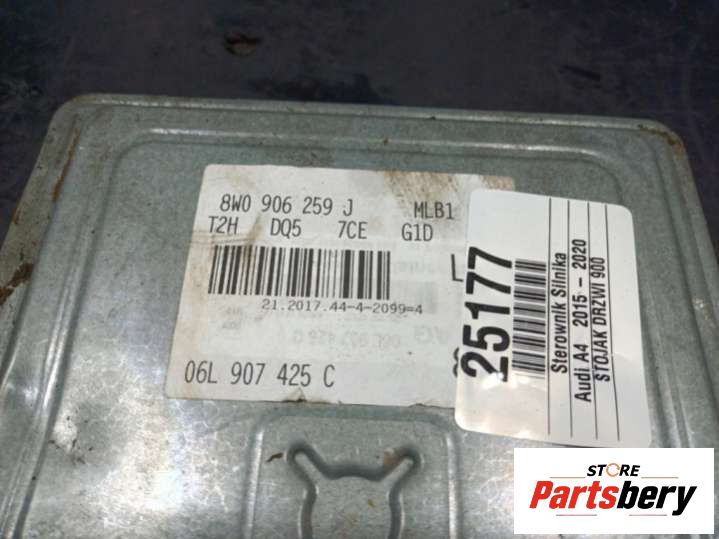 8W0 906 259 J MLB1
T2H DQ5 7CE G1D
21.2017.44-4-2099=4
06L 907 425 C
25177
Sterownik Silnika
Audi A4 2015 - 2020
STOJAK DRZWI 900
STORE
Partsbery